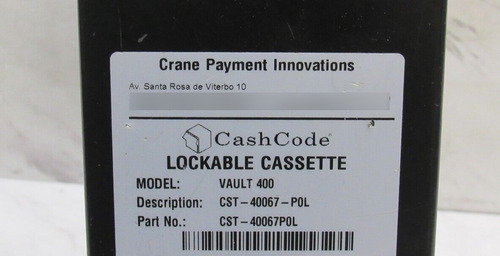 Crane Payment Innovations
Av. Santa Rosa de Viterbo 10
CashCode®
LOCKABLE CASSETTE
MODEL: VAULT 400
Description: CST-40067-P0L
Part No.: CST-40067P0L